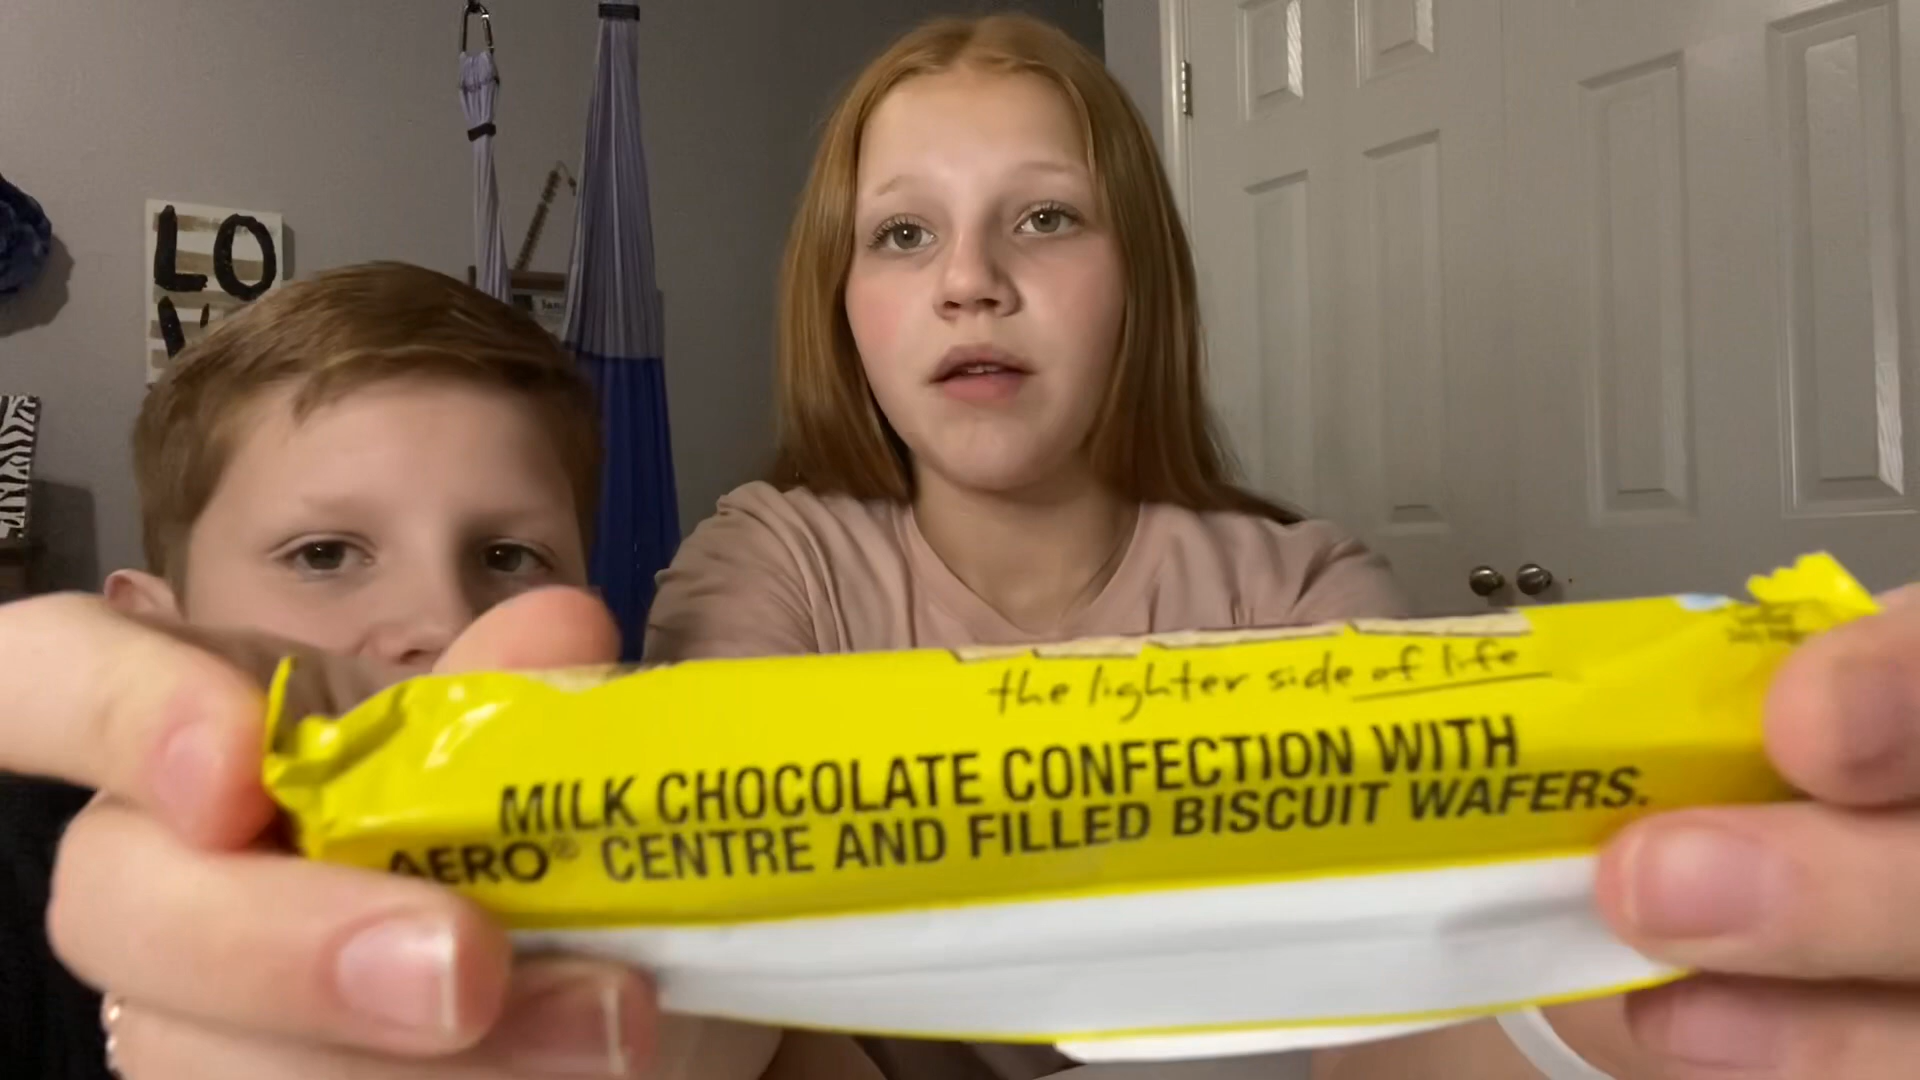 LO
the lighter side of life
MILK CHOCOLATE CONFECTION WITH
AERO® CENTRE AND FILLED BISCUIT WAFERS.